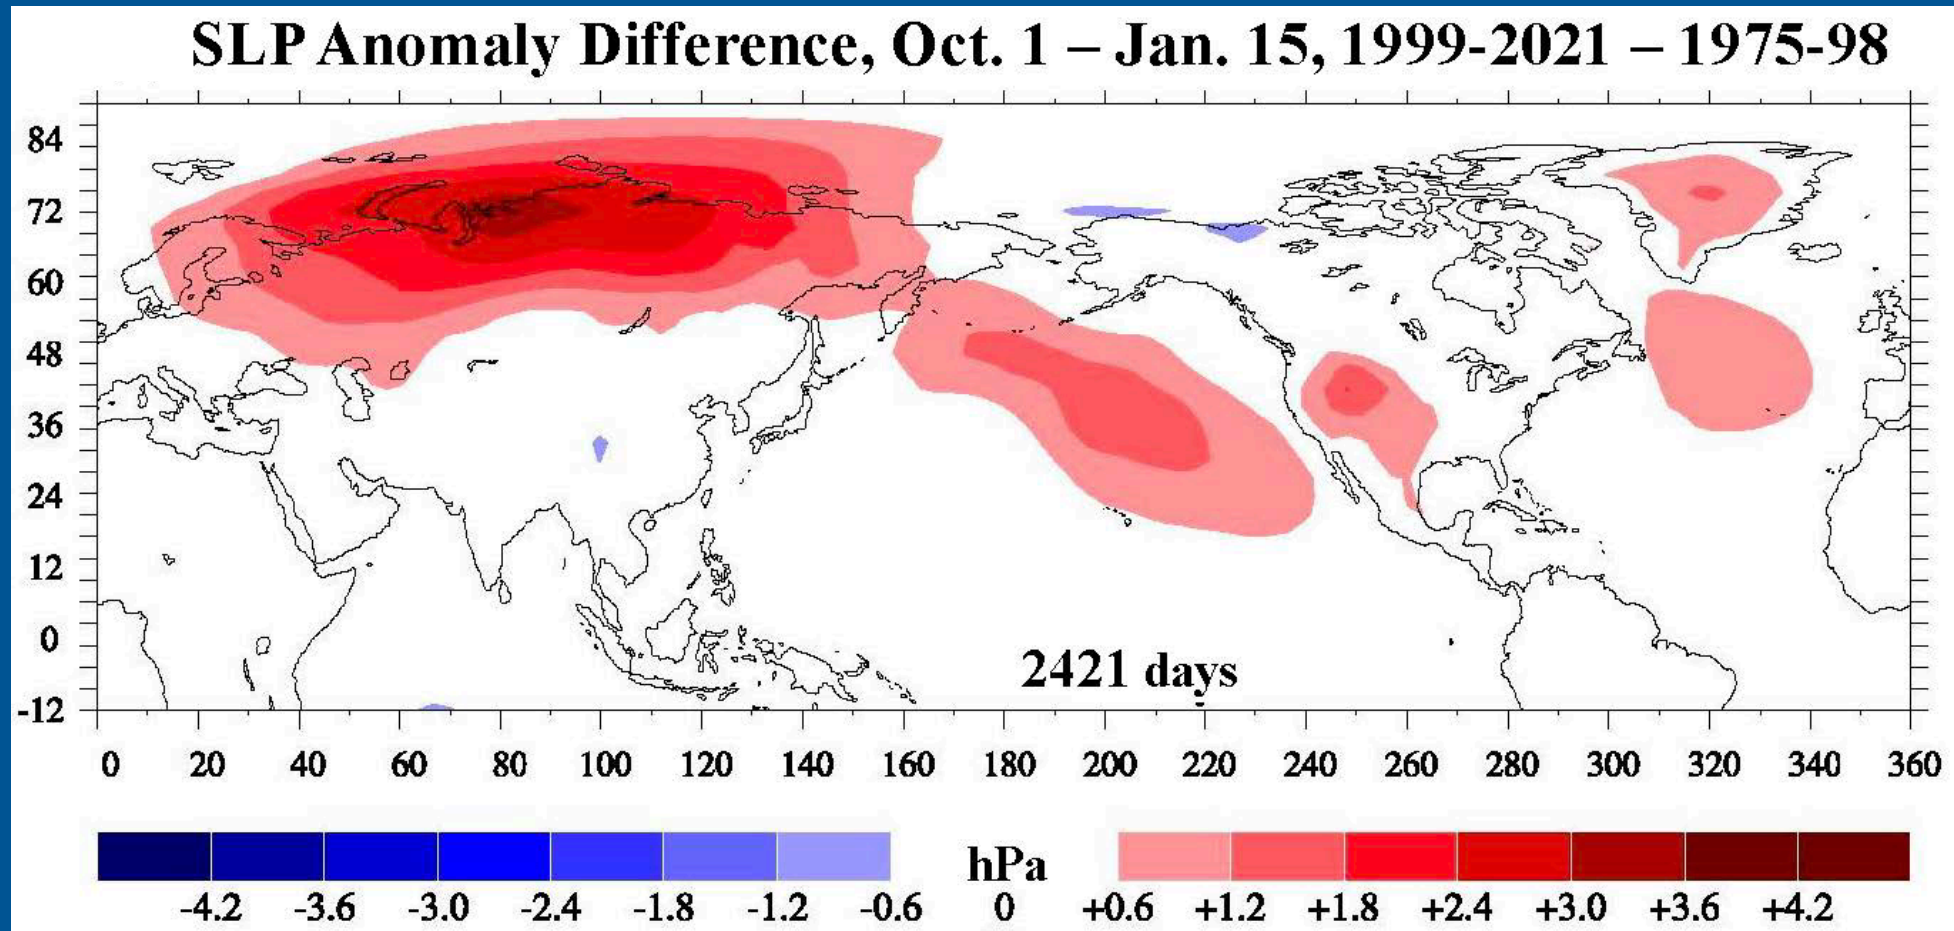 SLP Anomaly Difference, Oct. 1 – Jan. 15, 1999-2021 – 1975-98
84
72
60
48
36
24
12
0
-12
2421 days
0 20 40 60 80 100 120 140 160 180 200 220 240 260 280 300 320 340 360
hPa
-4.2 -3.6 -3.0 -2.4 -1.8 -1.2 -0.6 0 +0.6 +1.2 +1.8 +2.4 +3.0 +3.6 +4.2